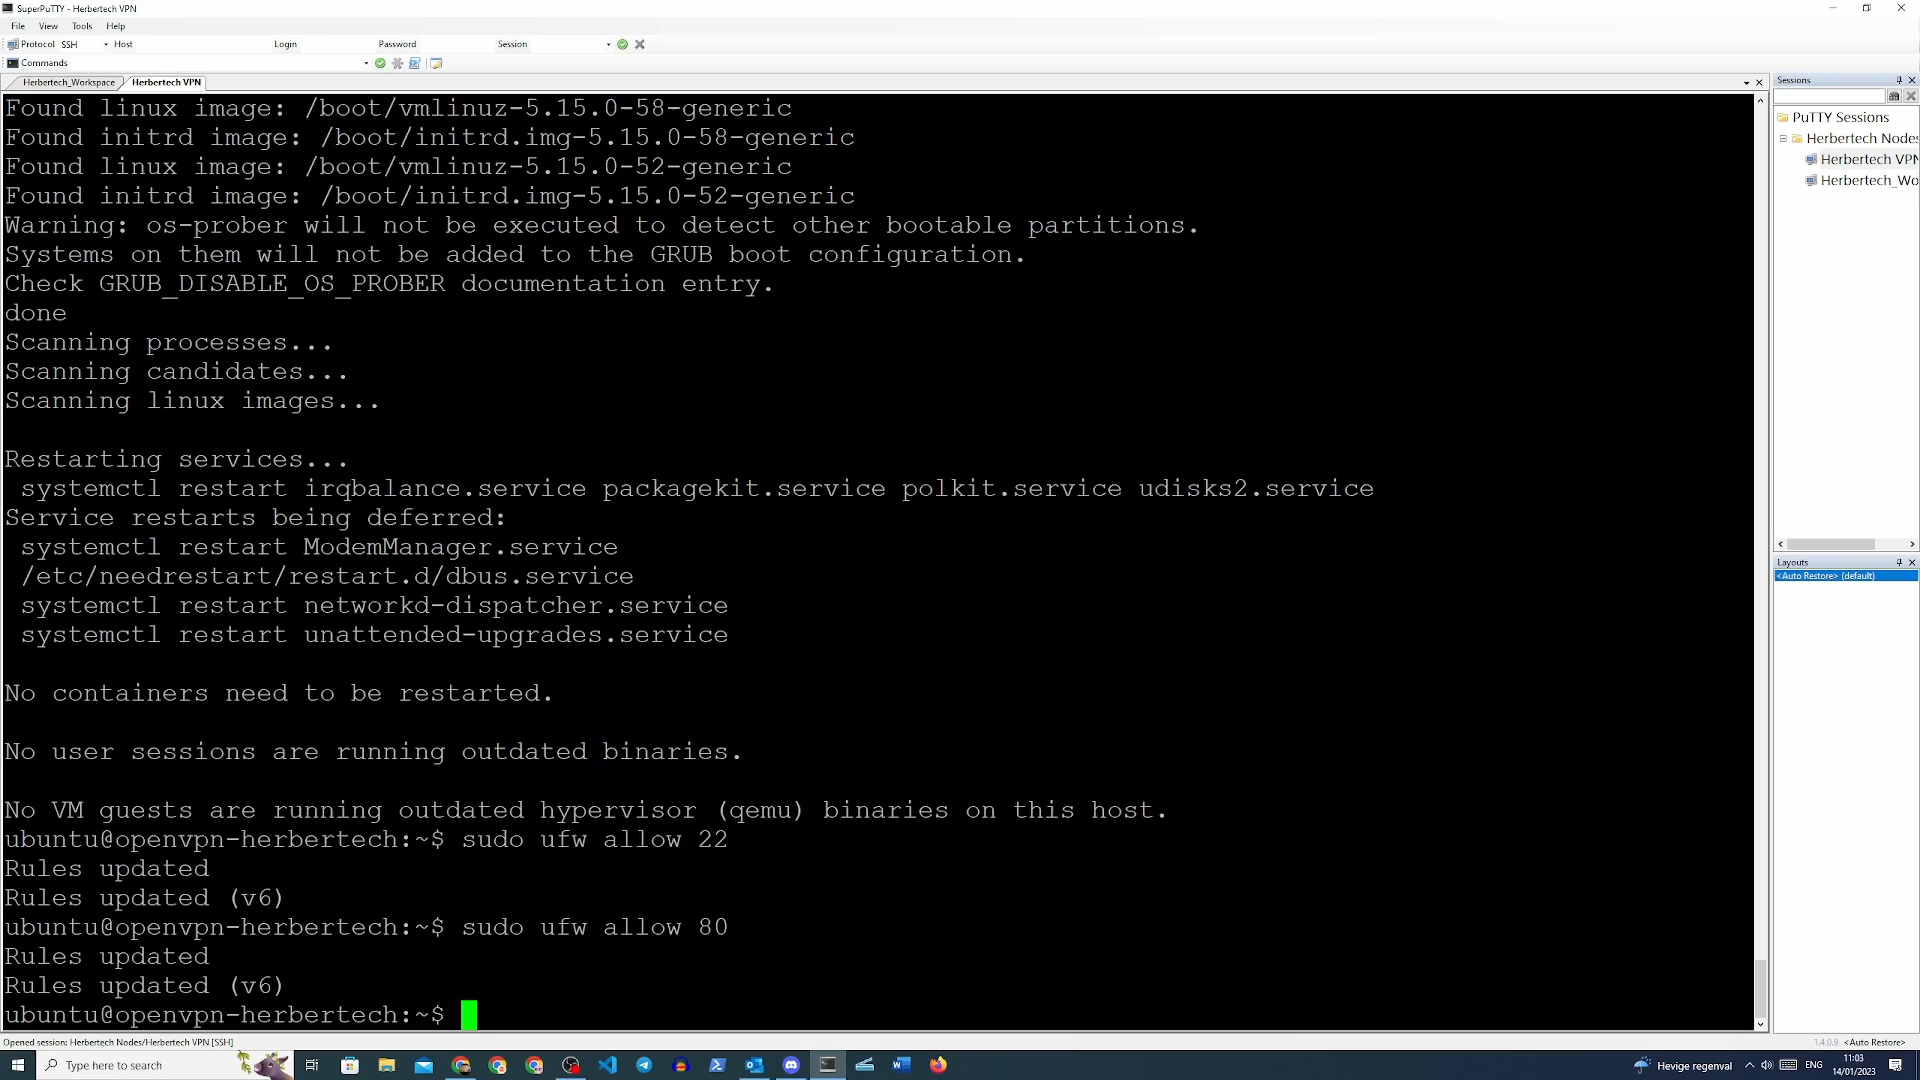 SuperPuTTY - Herbertech VPN
File View Tools Help
Protocol SSH Host Login Password Session
Commands
Herbertech_Workspace Herbertech VPN
Found linux image: /boot/vmlinuz-5.15.0-58-generic
Found initrd image: /boot/initrd.img-5.15.0-58-generic
Found linux image: /boot/vmlinuz-5.15.0-52-generic
Found initrd image: /boot/initrd.img-5.15.0-52-generic
Warning: os-prober will not be executed to detect other bootable partitions.
Systems on them will not be added to the GRUB boot configuration.
Check GRUB_DISABLE_OS_PROBER documentation entry.
done
Scanning processes...
Scanning candidates...
Scanning linux images...
Restarting services...
systemctl restart irqbalance.service packagekit.service polkit.service udisks2.service
Service restarts being deferred:
systemctl restart ModemManager.service
/etc/needrestart/restart.d/dbus.service
systemctl restart networkd-dispatcher.service
systemctl restart unattended-upgrades.service
No containers need to be restarted.
No user sessions are running outdated binaries.
No VM guests are running outdated hypervisor (qemu) binaries on this host.
ubuntu@openvpn-herbertech:~$ sudo ufw allow 22
Rules updated
Rules updated (v6)
ubuntu@openvpn-herbertech:~$ sudo ufw allow 80
Rules updated
Rules updated (v6)
ubuntu@openvpn-herbertech:~$
Sessions
PuTTY Sessions
Herbertech Nodes
Herbertech VPN
Herbertech_Wo
Layouts
<Auto Restore> (default)
Opened session: Herbertech Nodes/Herbertech VPN [SSH]
1.4.0.9 <Auto Restore>
Type here to search
Hevige regenval
ENG
11:03
14/01/2023